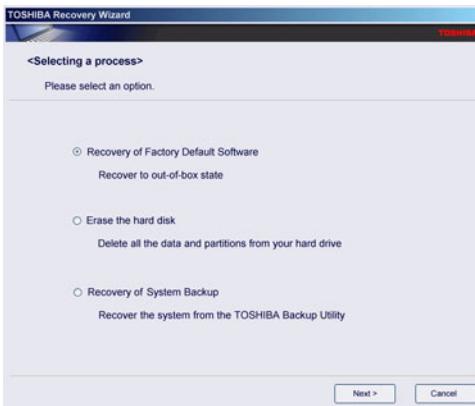 TOSHIBA Recovery Wizard
TOSHIBA
<Selecting a process>
Please select an option.
Recovery of Factory Default Software
Recover to out-of-box state
Erase the hard disk
Delete all the data and partitions from your hard drive
Recovery of System Backup
Recover the system from the TOSHIBA Backup Utility
Next > Cancel